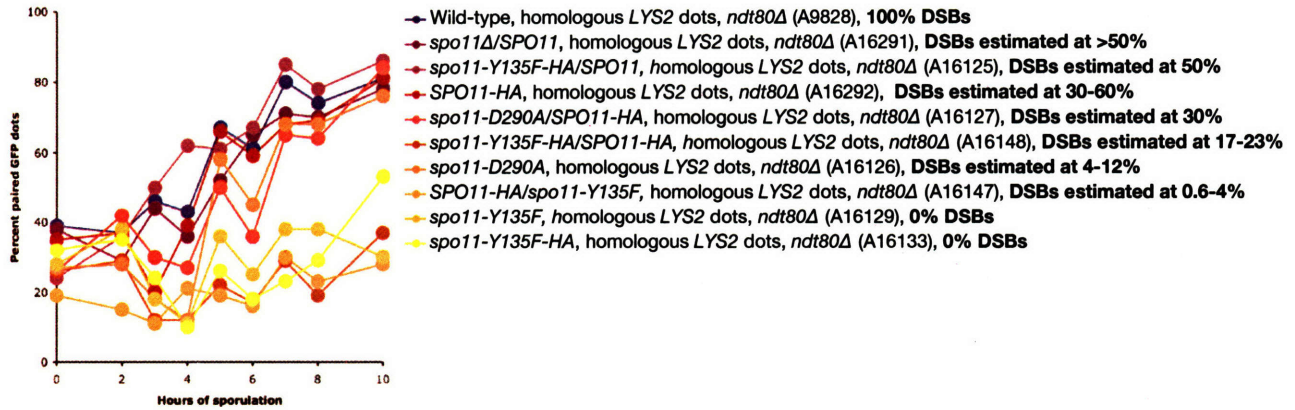 100
80
60
40
20
0
Percent paired GFP dots
0 2 4 6 8 10
Hours of sporulation
Wild-type, homologous LYS2 dots, ndt80Δ (A9828), 100% DSBs
spo11Δ/SPO11, homologous LYS2 dots, ndt80Δ (A16291), DSBs estimated at >50%
spo11-Y135F-HA/SPO11, homologous LYS2 dots, ndt80Δ (A16125), DSBs estimated at 50%
SPO11-HA, homologous LYS2 dots, ndt80Δ (A16292), DSBs estimated at 30-60%
spo11-D290A/SPO11-HA, homologous LYS2 dots, ndt80Δ (A16127), DSBs estimated at 30%
spo11-Y135F-HA/SPO11-HA, homologous LYS2 dots, ndt80Δ (A16148), DSBs estimated at 17-23%
spo11-D290A, homologous LYS2 dots, ndt80Δ (A16126), DSBs estimated at 4-12%
SPO11-HA/spo11-Y135F, homologous LYS2 dots, ndt80Δ (A16147), DSBs estimated at 0.6-4%
spo11-Y135F, homologous LYS2 dots, ndt80Δ (A16129), 0% DSBs
spo11-Y135F-HA, homologous LYS2 dots, ndt80Δ (A16133), 0% DSBs